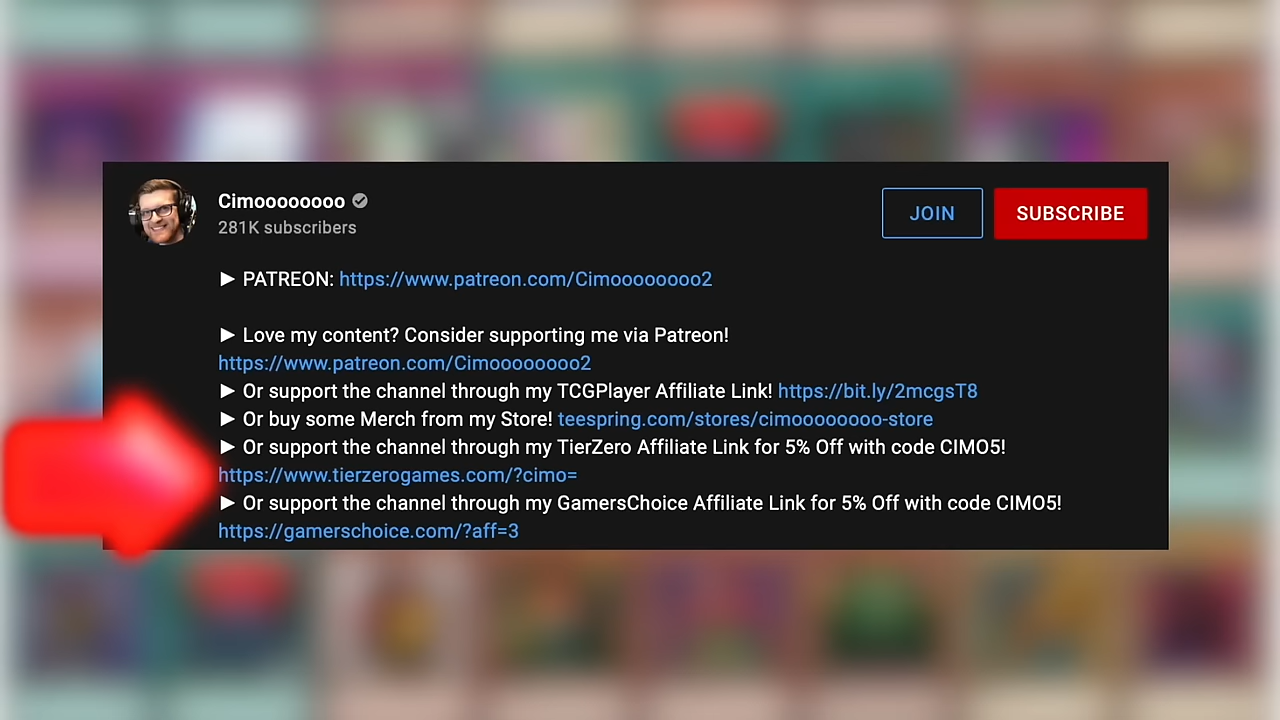 Cimoooooooo
281K subscribers
JOIN
SUBSCRIBE
► PATREON: https://www.patreon.com/Cimoooooooo2
► Love my content? Consider supporting me via Patreon!
https://www.patreon.com/Cimoooooooo2
► Or support the channel through my TCGPlayer Affiliate Link! https://bit.ly/2mcgsT8
► Or buy some Merch from my Store! teespring.com/stores/cimoooooooo-store
► Or support the channel through my TierZero Affiliate Link for 5% Off with code CIMO5!
https://www.tierzerogames.com/?cimo=
► Or support the channel through my GamersChoice Affiliate Link for 5% Off with code CIMO5!
https://gamerschoice.com/?aff=3